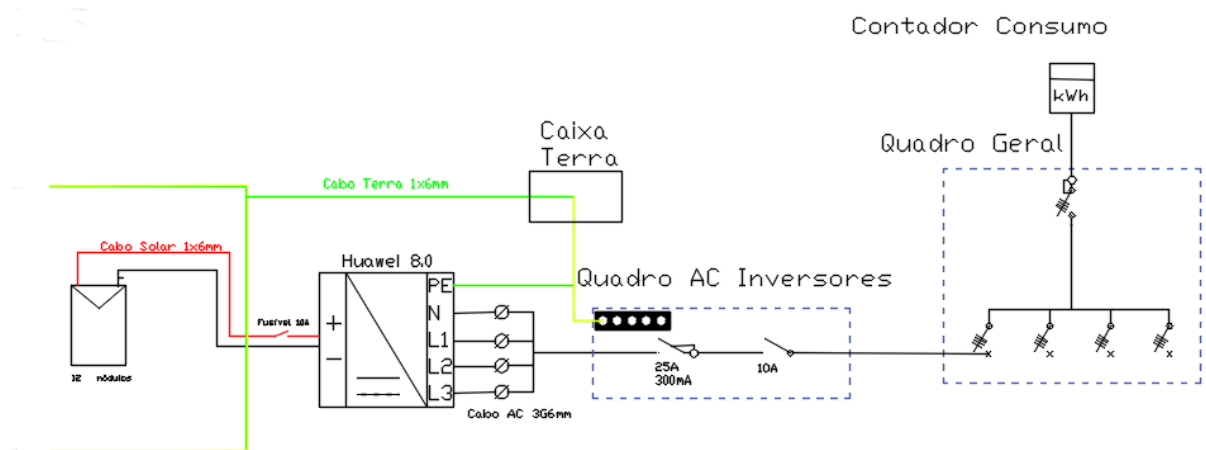 Contador Consumo
kWh
Quadro Geral
Caixa
Terra
Cabo Terra 1x6mm
Cabo Solar 1x6mm
Huawei 8.0
Quadro AC Inversores
PE
N
L1
L2
L3
+
-
Fusível 10A
12 módulos
25A
300mA
10A
Cabo AC 3G6mm